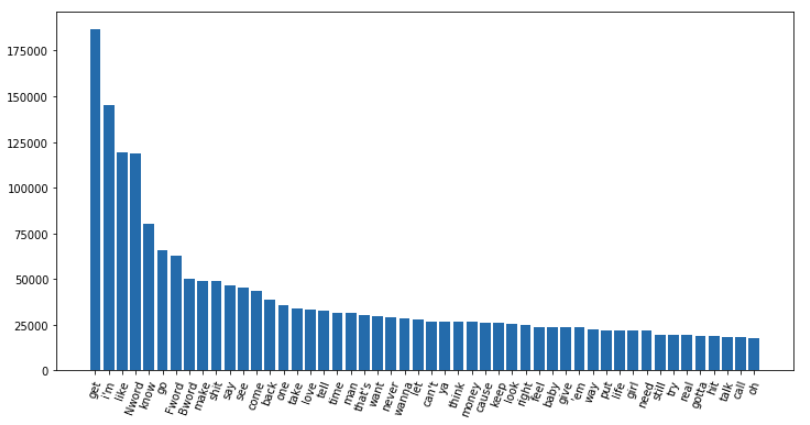 175000
150000
125000
100000
75000
50000
25000
0
get
i'm
like
Nword
know
go
Fword
Bword
make
shit
say
see
come
back
one
take
love
tell
time
man
that's
want
never
wanna
let
can't
ya
think
money
cause
keep
look
right
feel
baby
give
'em
way
put
life
girl
need
still
try
real
gotta
hit
talk
call
oh